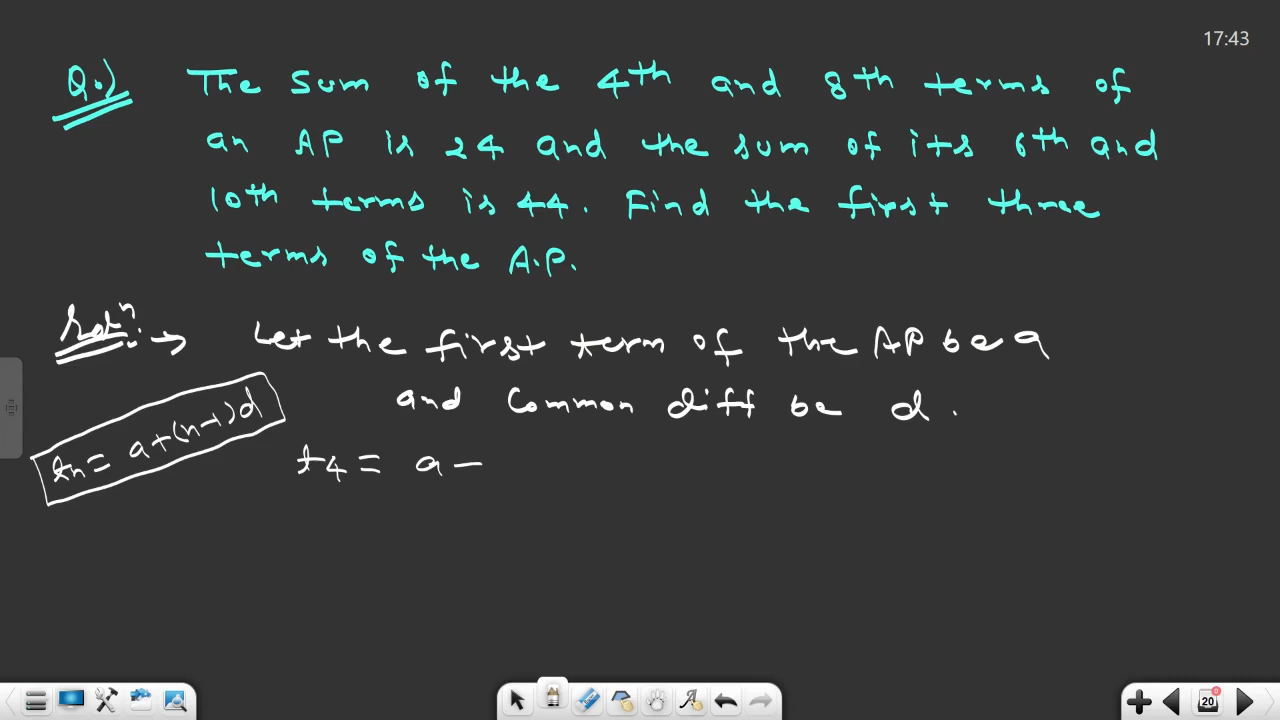 17:43
Q.) The sum of the 4th and 8th terms of
an AP is 24 and the sum of its 6th and
10th terms is 44. Find the first three
terms of the A.P.
Solⁿ:→ Let the first term of the AP be a
and common diff be d.
tn = a+(n-1)d
t4 = a −
20